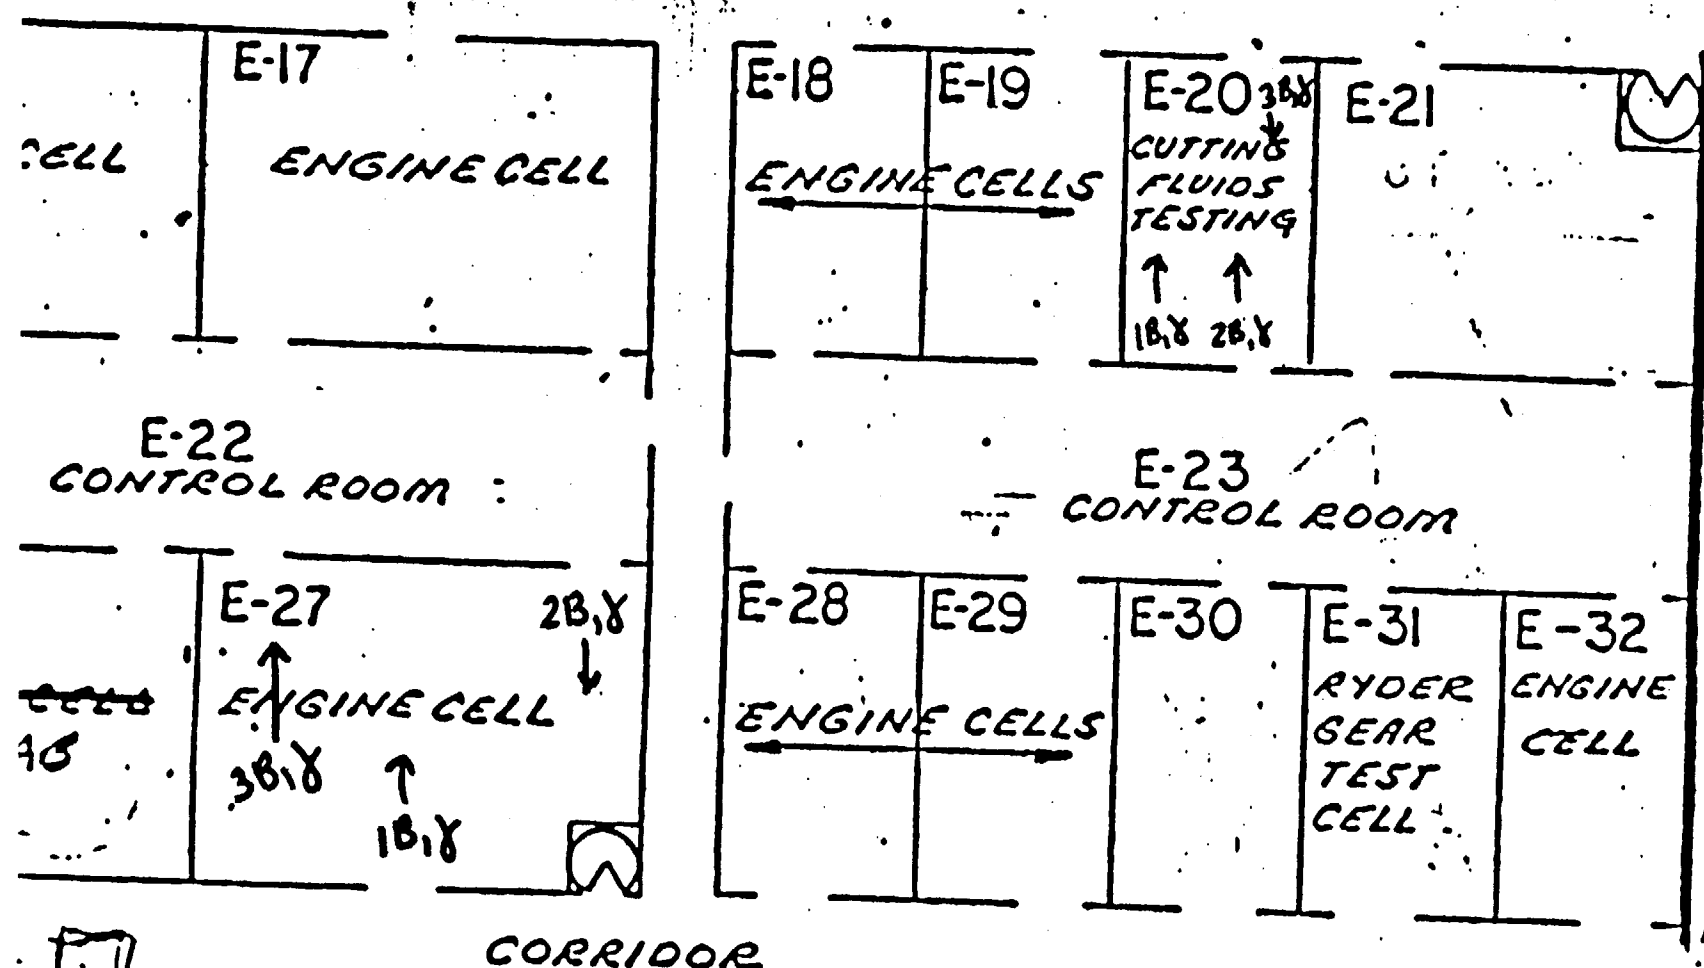 E-17
ENGINE CELL
CELL
E-18
E-19
ENGINE CELLS
E-20
3B,γ
CUTTING
FLUIDS
TESTING
1B,γ 2B,γ
E-21
E-22
CONTROL ROOM
E-23
CONTROL ROOM
E-27
2B,γ
ENGINE CELL
3B,γ
1B,γ
E-28
E-29
ENGINE CELLS
E-30
E-31
RYDER
GEAR
TEST
CELL
E-32
ENGINE
CELL
CORRIDOR